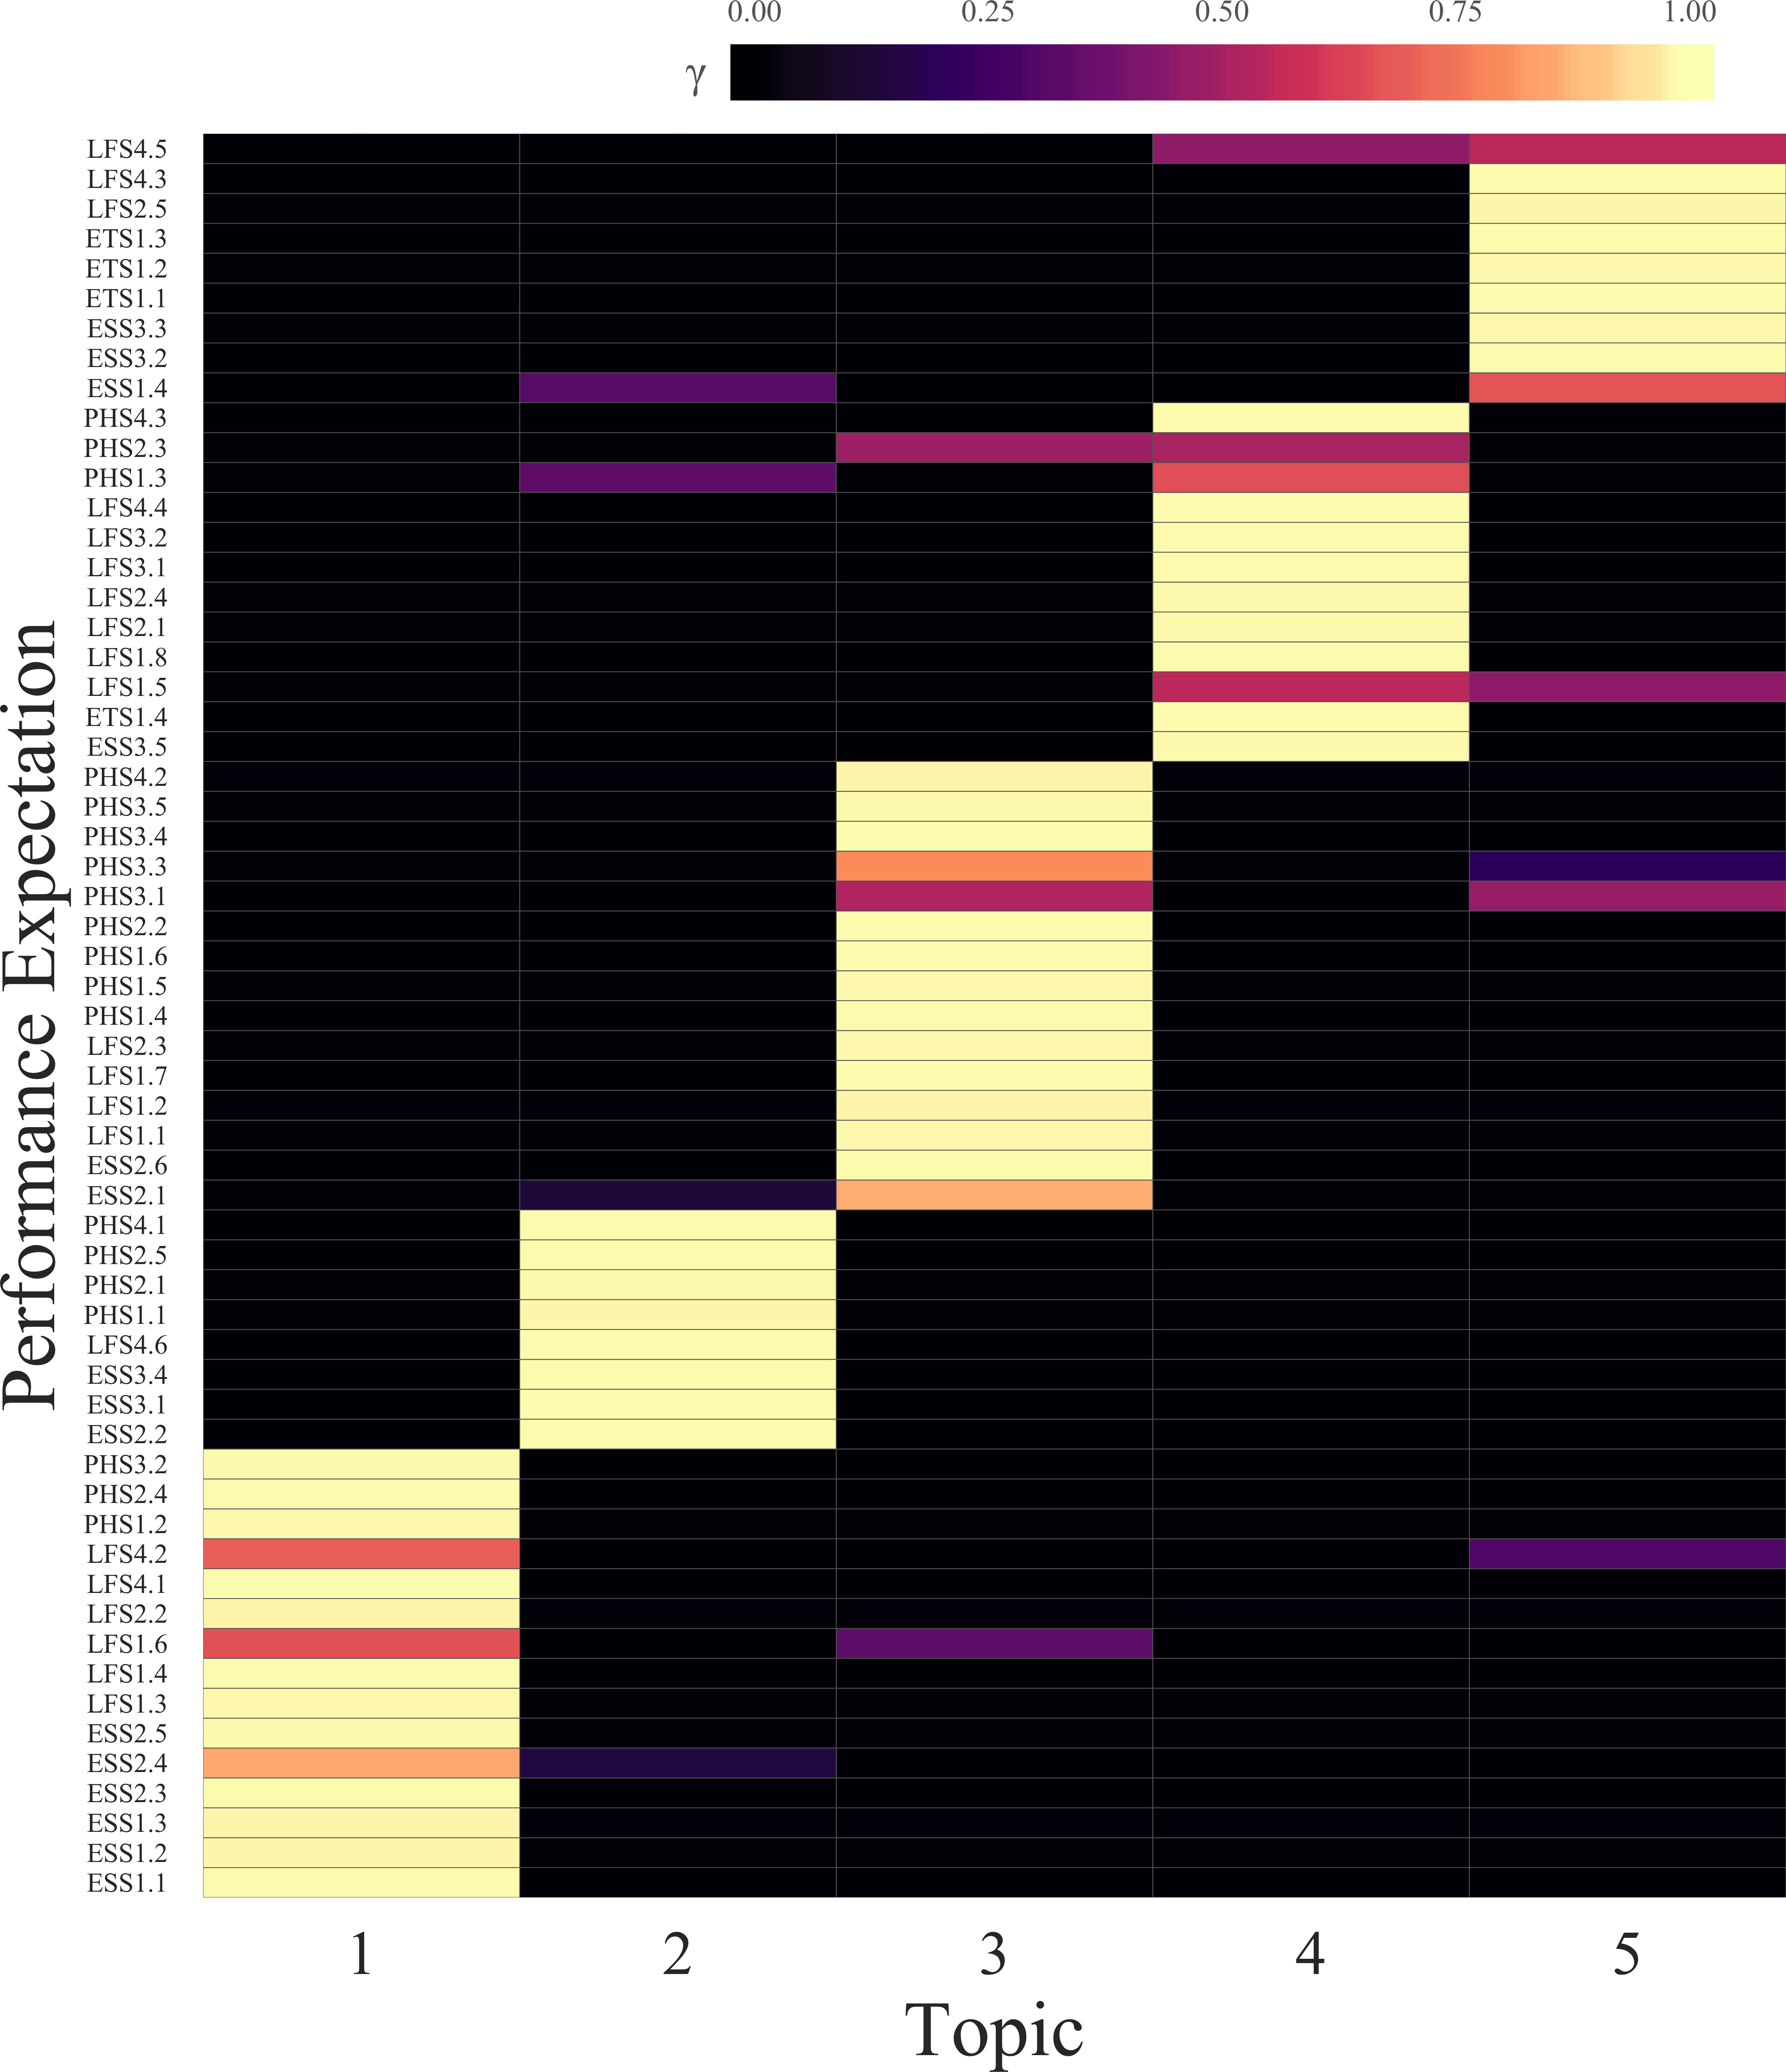 0.00 0.25 0.50 0.75 1.00
γ
LFS4.5
LFS4.3
LFS2.5
ETS1.3
ETS1.2
ETS1.1
ESS3.3
ESS3.2
ESS1.4
PHS4.3
PHS2.3
PHS1.3
LFS4.4
LFS3.2
LFS3.1
LFS2.4
LFS2.1
LFS1.8
LFS1.5
ETS1.4
ESS3.5
PHS4.2
PHS3.5
PHS3.4
PHS3.3
PHS3.1
PHS2.2
PHS1.6
PHS1.5
PHS1.4
LFS2.3
LFS1.7
LFS1.2
LFS1.1
ESS2.6
ESS2.1
PHS4.1
PHS2.5
PHS2.1
PHS1.1
LFS4.6
ESS3.4
ESS3.1
ESS2.2
PHS3.2
PHS2.4
PHS1.2
LFS4.2
LFS4.1
LFS2.2
LFS1.6
LFS1.4
LFS1.3
ESS2.5
ESS2.4
ESS2.3
ESS1.3
ESS1.2
ESS1.1
Performance Expectation
1 2 3 4 5
Topic